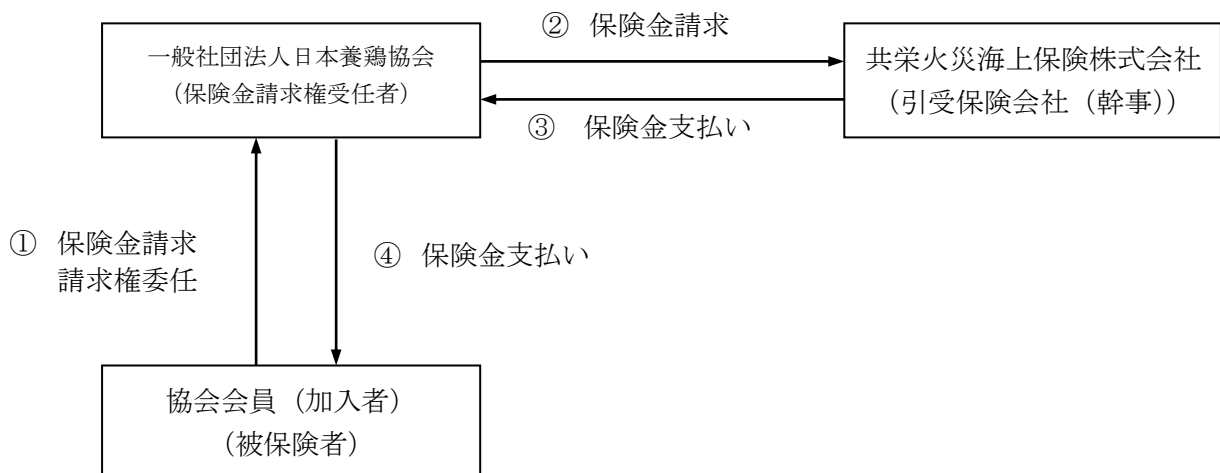 ② 保険金請求
一般社団法人日本養鶏協会
（保険金請求権受任者）
共栄火災海上保険株式会社
（引受保険会社（幹事））
③ 保険金支払い
① 保険金請求
請求権委任
④ 保険金支払い
協会会員（加入者）
（被保険者）